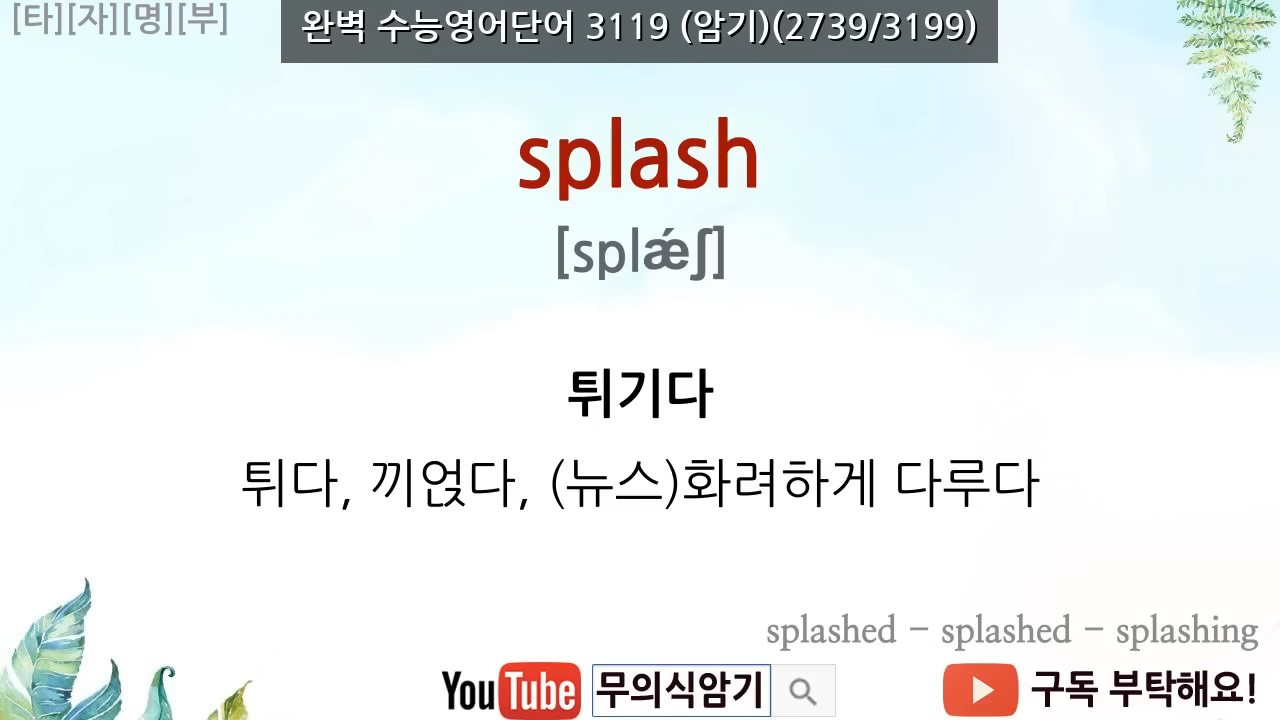 [타][자][명][부]
완벽 수능영어단어 3119 (암기)(2739/3199)
splash
[splǽʃ]
튀기다
튀다, 끼얹다, (뉴스)화려하게 다루다
splashed - splashed - splashing
YouTube 무의식암기 구독 부탁해요!